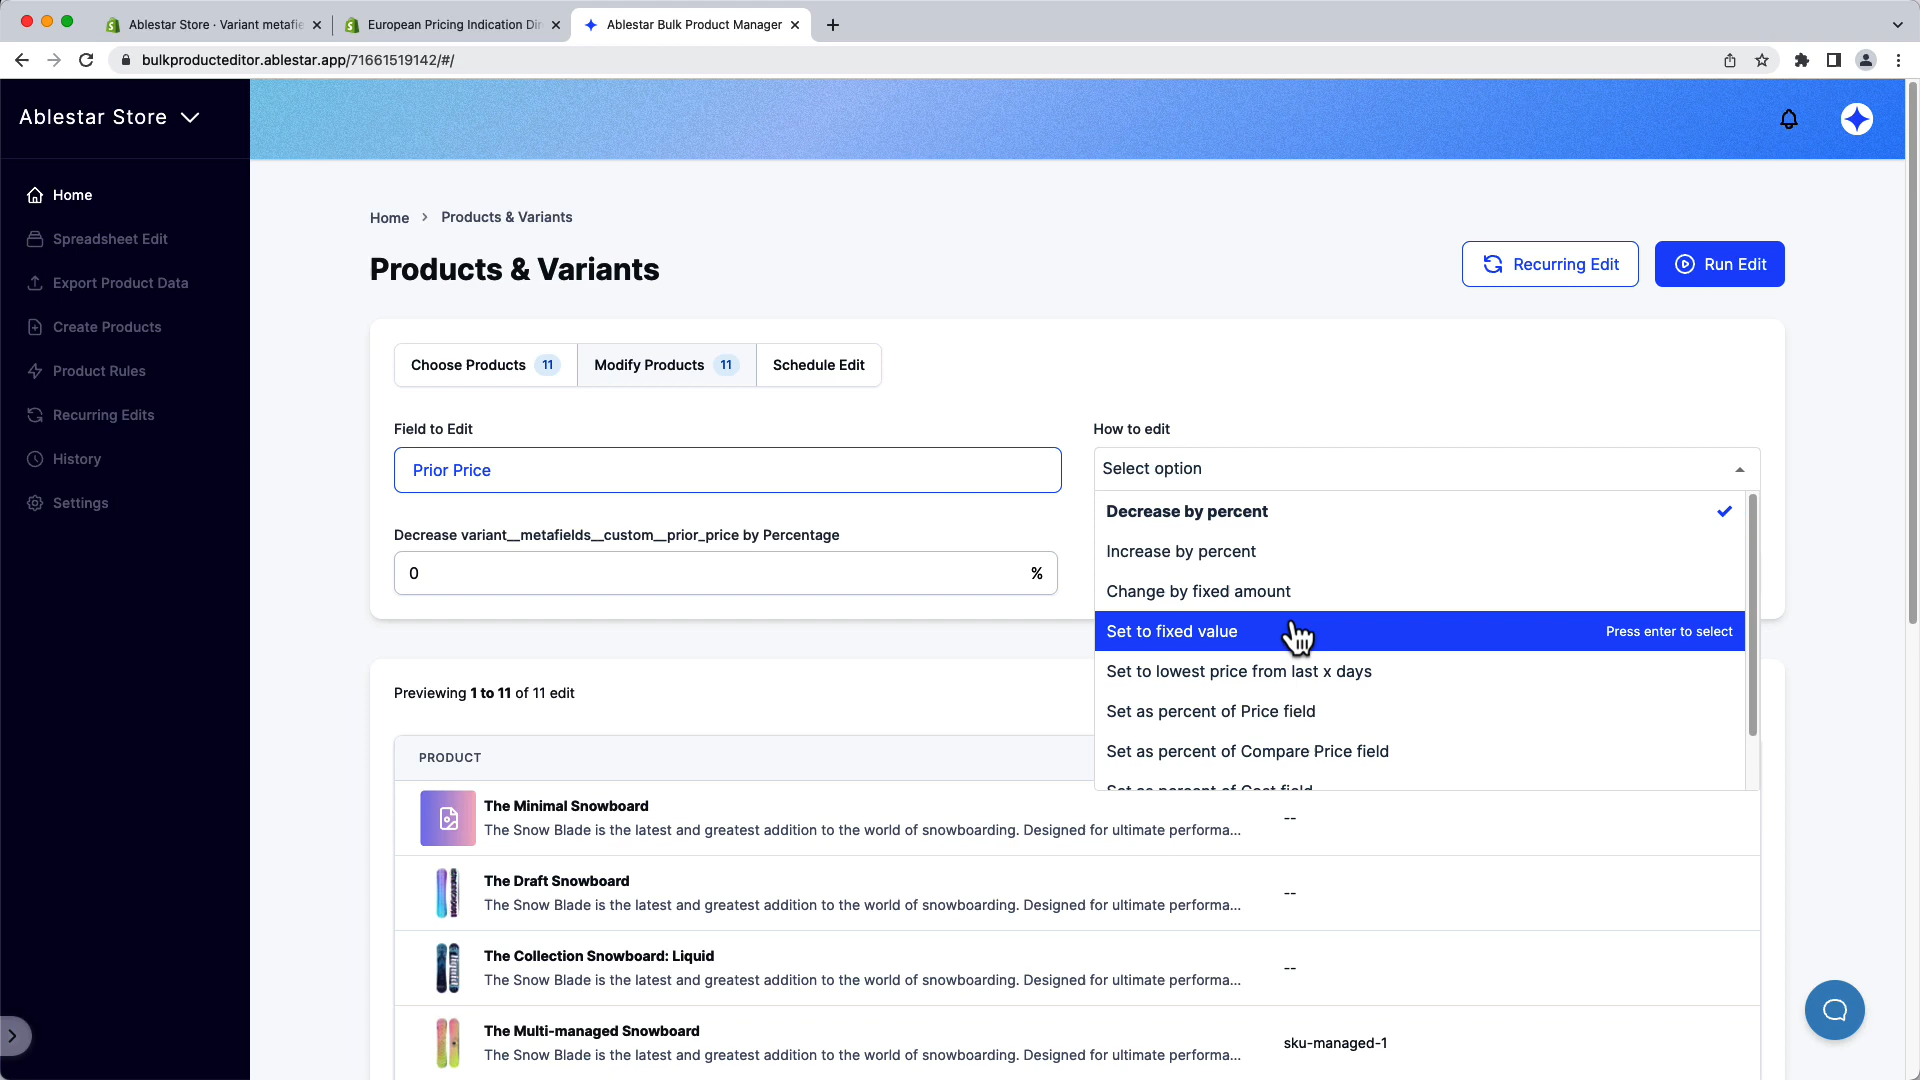 Ablestar Store · Variant metafie
European Pricing Indication Di
Ablestar Bulk Product Manager
bulkproducteditor.ablestar.app/71661519142/#/
Ablestar Store
Home
Spreadsheet Edit
Export Product Data
Create Products
Product Rules
Recurring Edits
History
Settings
Home > Products & Variants
Products & Variants
Recurring Edit
Run Edit
Choose Products 11
Modify Products 11
Schedule Edit
Field to Edit
Prior Price
How to edit
Select option
Decrease by percent
Increase by percent
Change by fixed amount
Set to fixed value
Press enter to select
Set to lowest price from last x days
Set as percent of Price field
Set as percent of Compare Price field
Set as percent of Cost field
Decrease variant__metafields__custom__prior_price by Percentage
0 %
Previewing 1 to 11 of 11 edit
PRODUCT
The Minimal Snowboard
The Snow Blade is the latest and greatest addition to the world of snowboarding. Designed for ultimate performa...
--
The Draft Snowboard
The Snow Blade is the latest and greatest addition to the world of snowboarding. Designed for ultimate performa...
--
The Collection Snowboard: Liquid
The Snow Blade is the latest and greatest addition to the world of snowboarding. Designed for ultimate performa...
--
The Multi-managed Snowboard
The Snow Blade is the latest and greatest addition to the world of snowboarding. Designed for ultimate performa...
sku-managed-1